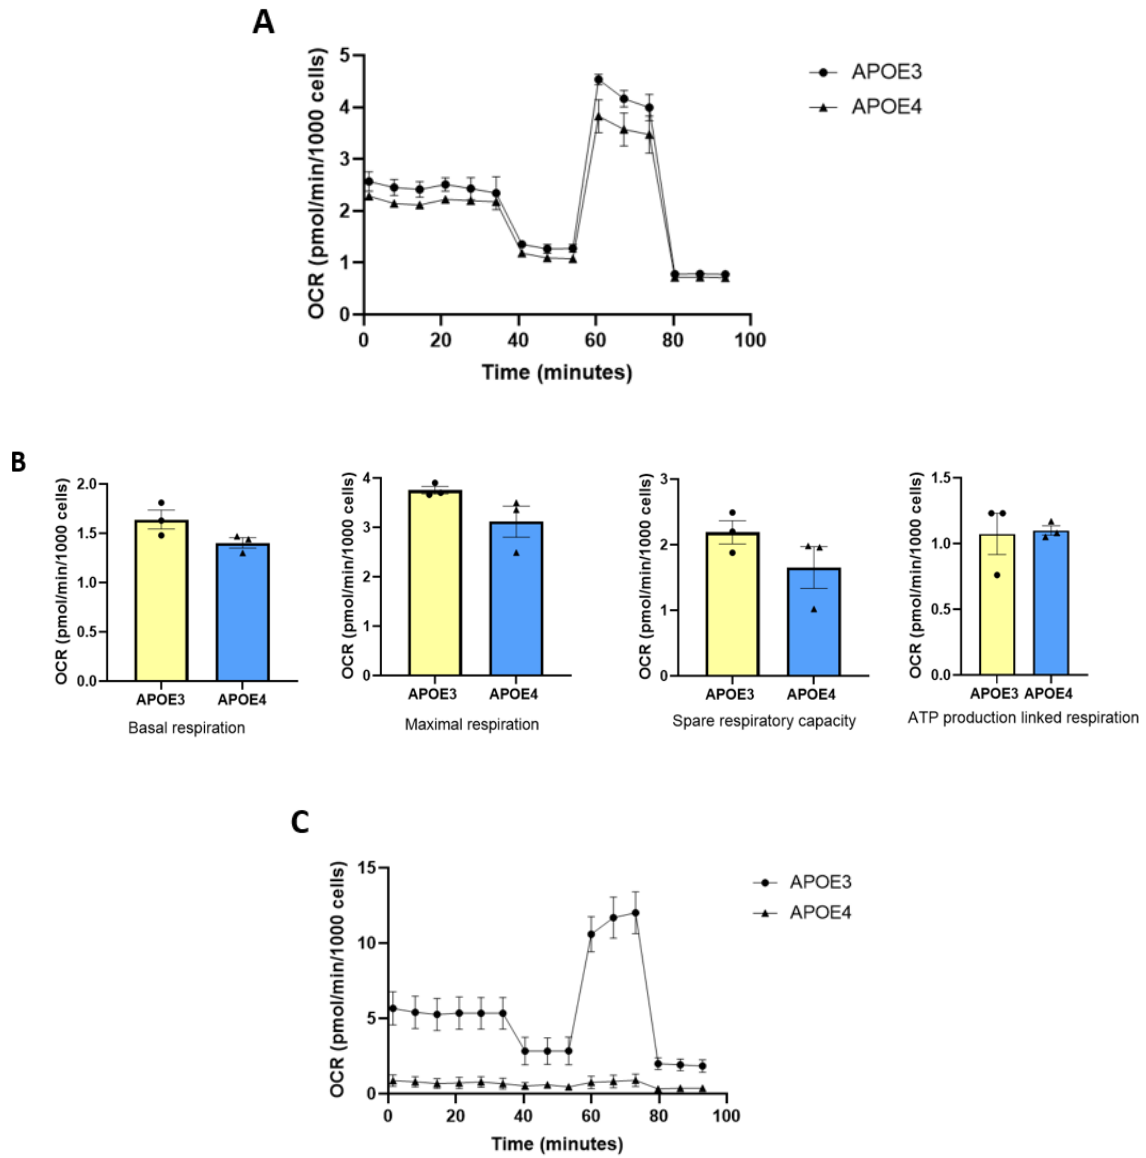 A
OCR (pmol/min/1000 cells)
5
4
3
2
1
0
0 20 40 60 80 100
Time (minutes)
APOE3
APOE4
B
OCR (pmol/min/1000 cells)
2.0
1.5
1.0
0.5
0.0
APOE3 APOE4
Basal respiration
OCR (pmol/min/1000 cells)
4
3
2
1
0
APOE3 APOE4
Maximal respiration
OCR (pmol/min/1000 cells)
3
2
1
0
APOE3 APOE4
Spare respiratory capacity
OCR (pmol/min/1000 cells)
1.5
1.0
0.5
0.0
APOE3 APOE4
ATP production linked respiration
C
OCR (pmol/min/1000 cells)
15
10
5
0
0 20 40 60 80 100
Time (minutes)
APOE3
APOE4